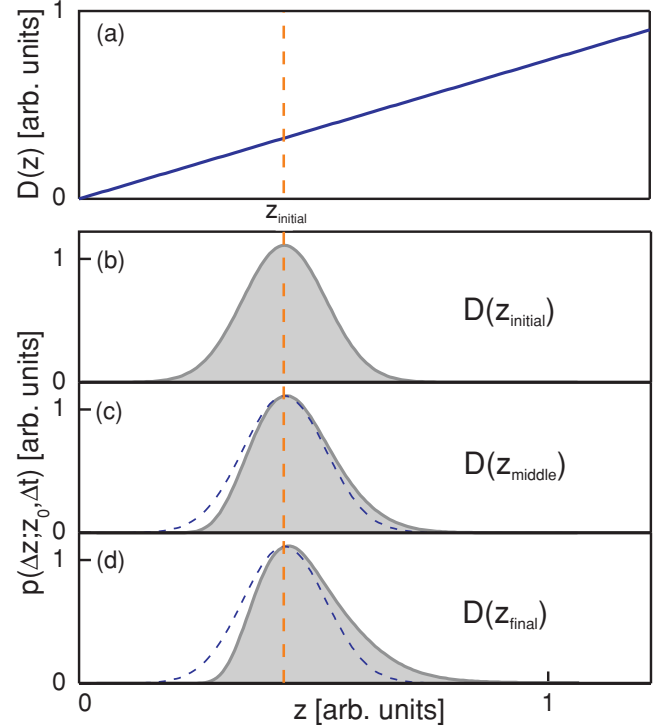 1
(a)
D(z) [arb. units]
0
z_initial
1
(b)
D(z_initial)
0
1
(c)
D(z_middle)
p(Δz;z_0,Δt) [arb. units]
0
1
(d)
D(z_final)
0
0
z [arb. units]
1